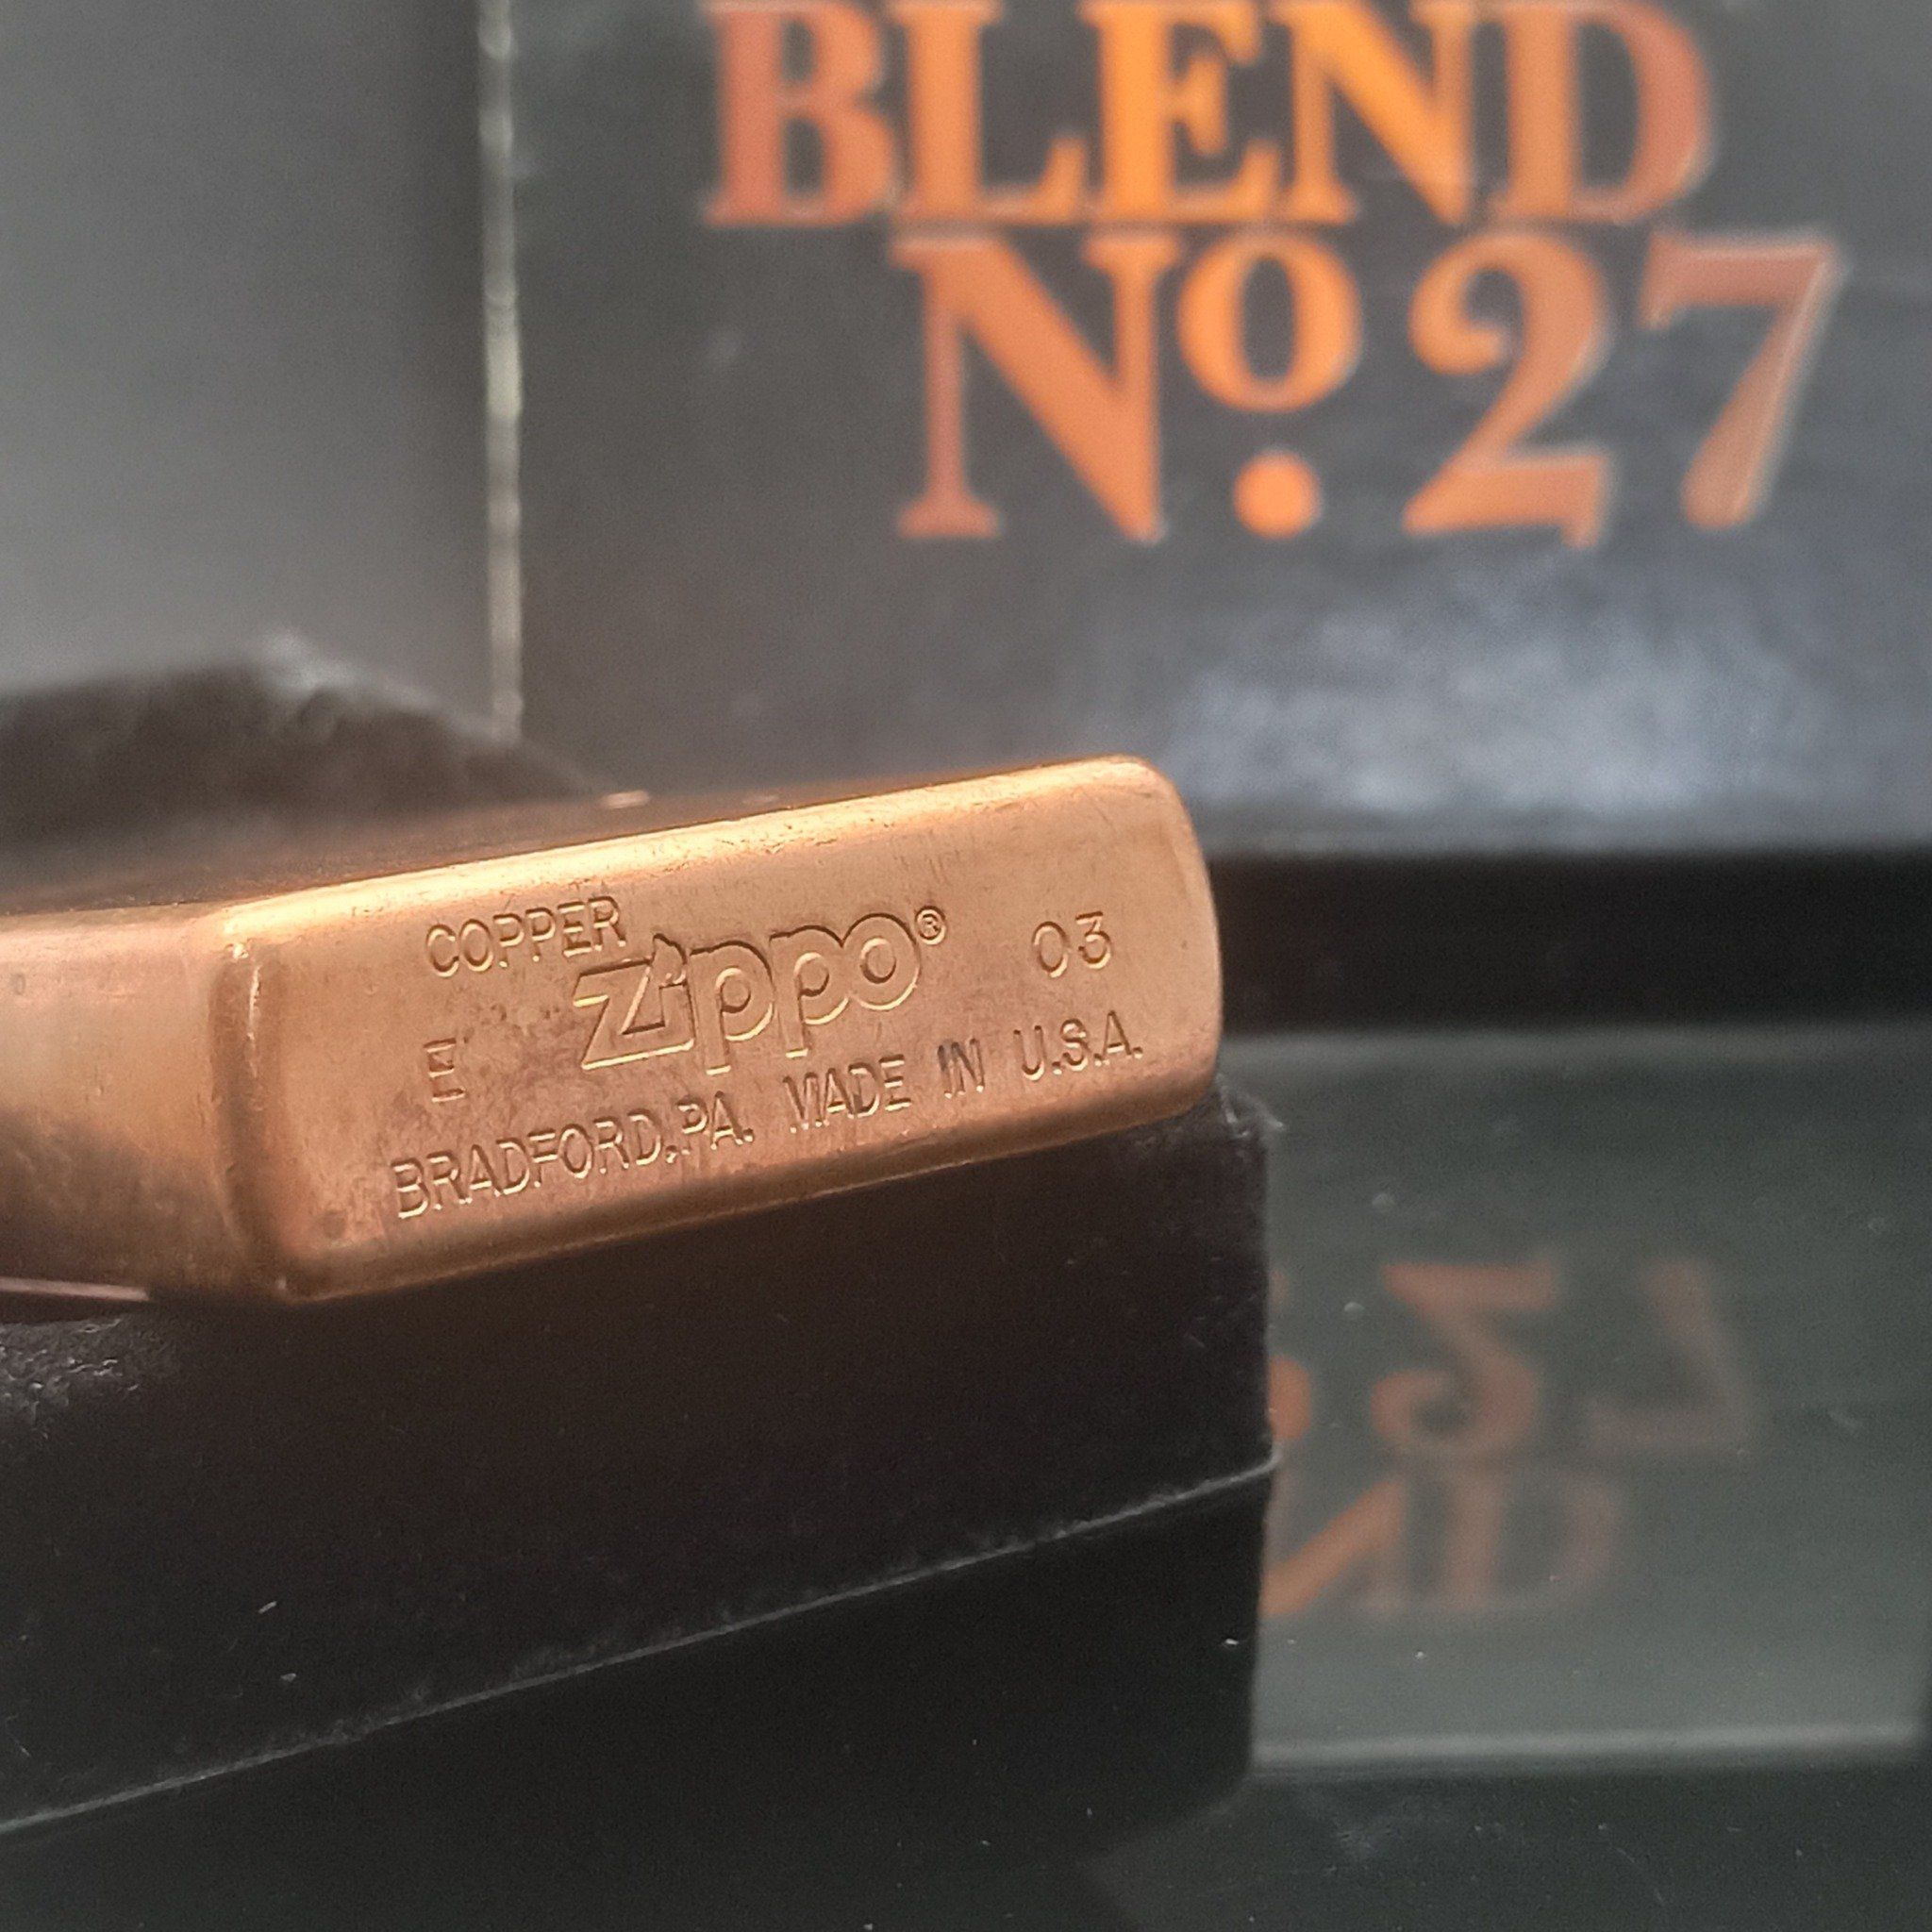 BLEND
Nº.27
COPPER
Zippo® 03
E
BRADFORD.PA. MADE IN U.S.A.